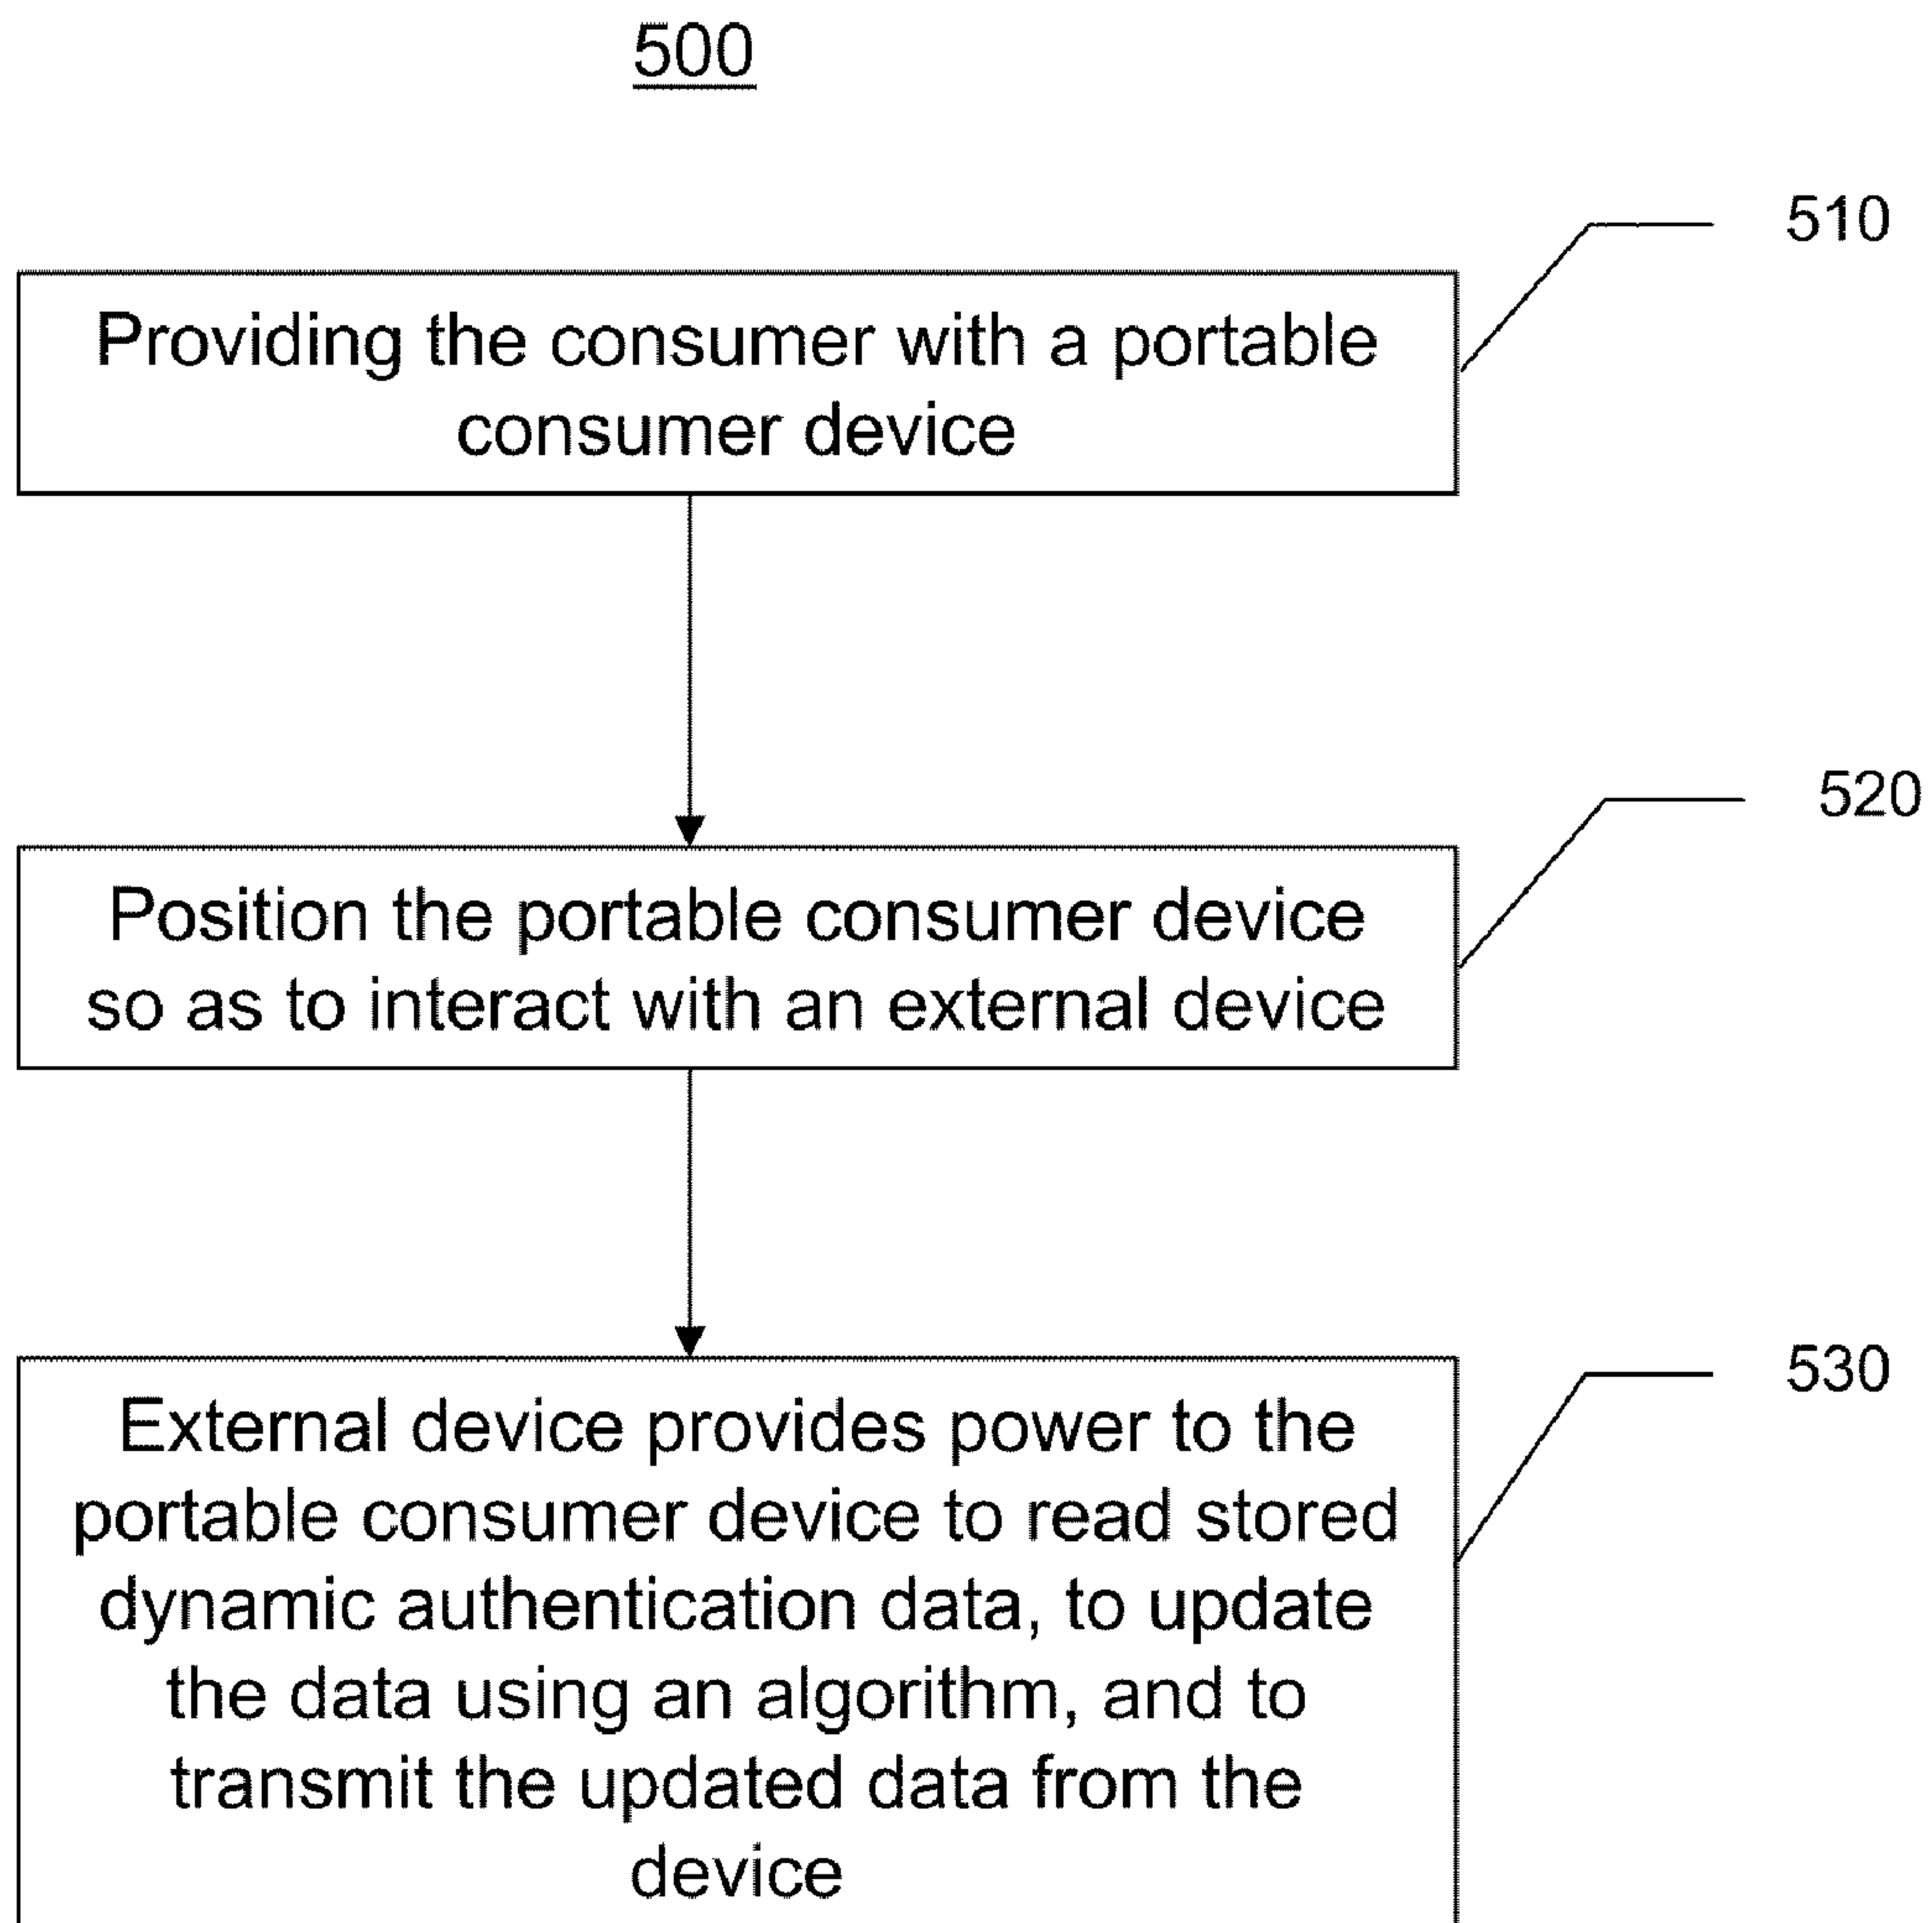 500
510
Providing the consumer with a portable
consumer device
520
Position the portable consumer device
so as to interact with an external device
530
External device provides power to the
portable consumer device to read stored
dynamic authentication data, to update
the data using an algorithm, and to
transmit the updated data from the
device